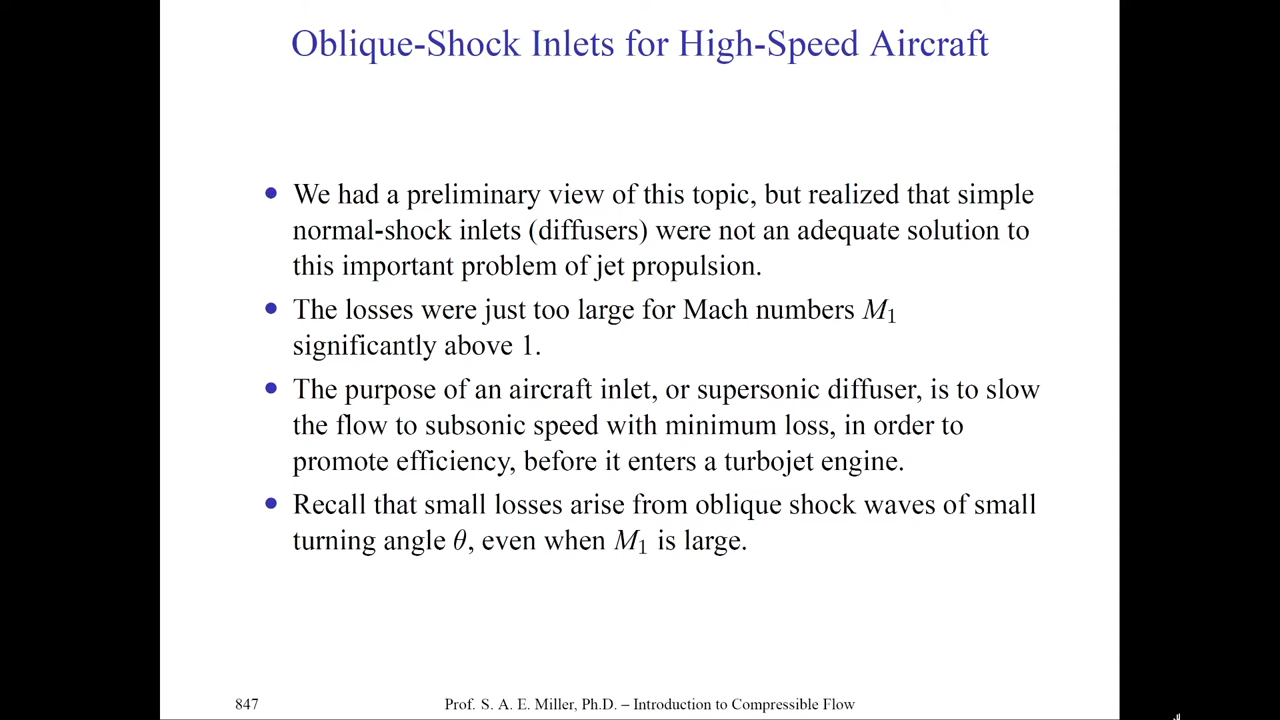 Oblique-Shock Inlets for High-Speed Aircraft
• We had a preliminary view of this topic, but realized that simple
normal-shock inlets (diffusers) were not an adequate solution to
this important problem of jet propulsion.
• The losses were just too large for Mach numbers M₁
significantly above 1.
• The purpose of an aircraft inlet, or supersonic diffuser, is to slow
the flow to subsonic speed with minimum loss, in order to
promote efficiency, before it enters a turbojet engine.
• Recall that small losses arise from oblique shock waves of small
turning angle θ, even when M₁ is large.
847 Prof. S. A. E. Miller, Ph.D. – Introduction to Compressible Flow